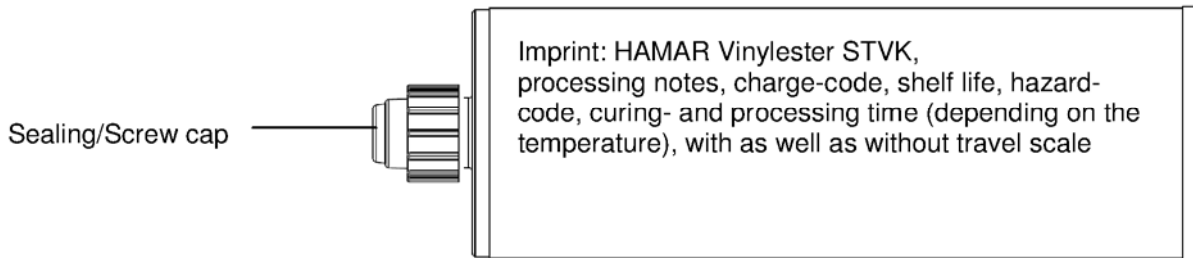 Imprint: HAMAR Vinylester STVK,
processing notes, charge-code, shelf life, hazard-
code, curing- and processing time (depending on the
temperature), with as well as without travel scale
Sealing/Screw cap